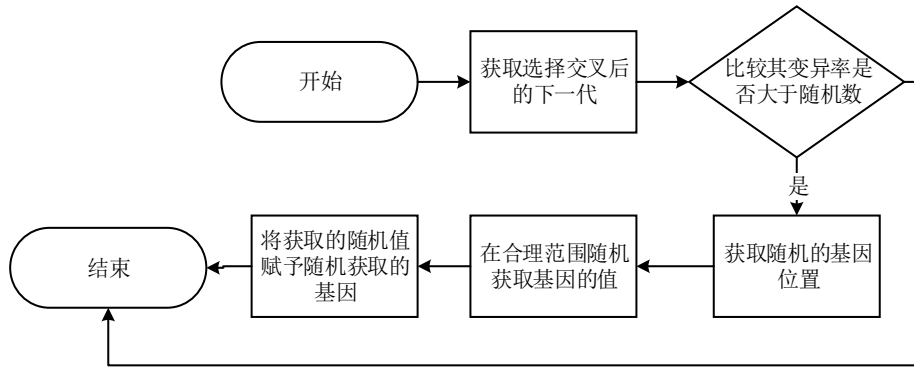 开始
获取选择交叉后
的下一代
比较其变异率是
否大于随机数
是
获取随机的基因
位置
在合理范围随机
获取基因的值
将获取的随机值
赋予随机获取的
基因
结束